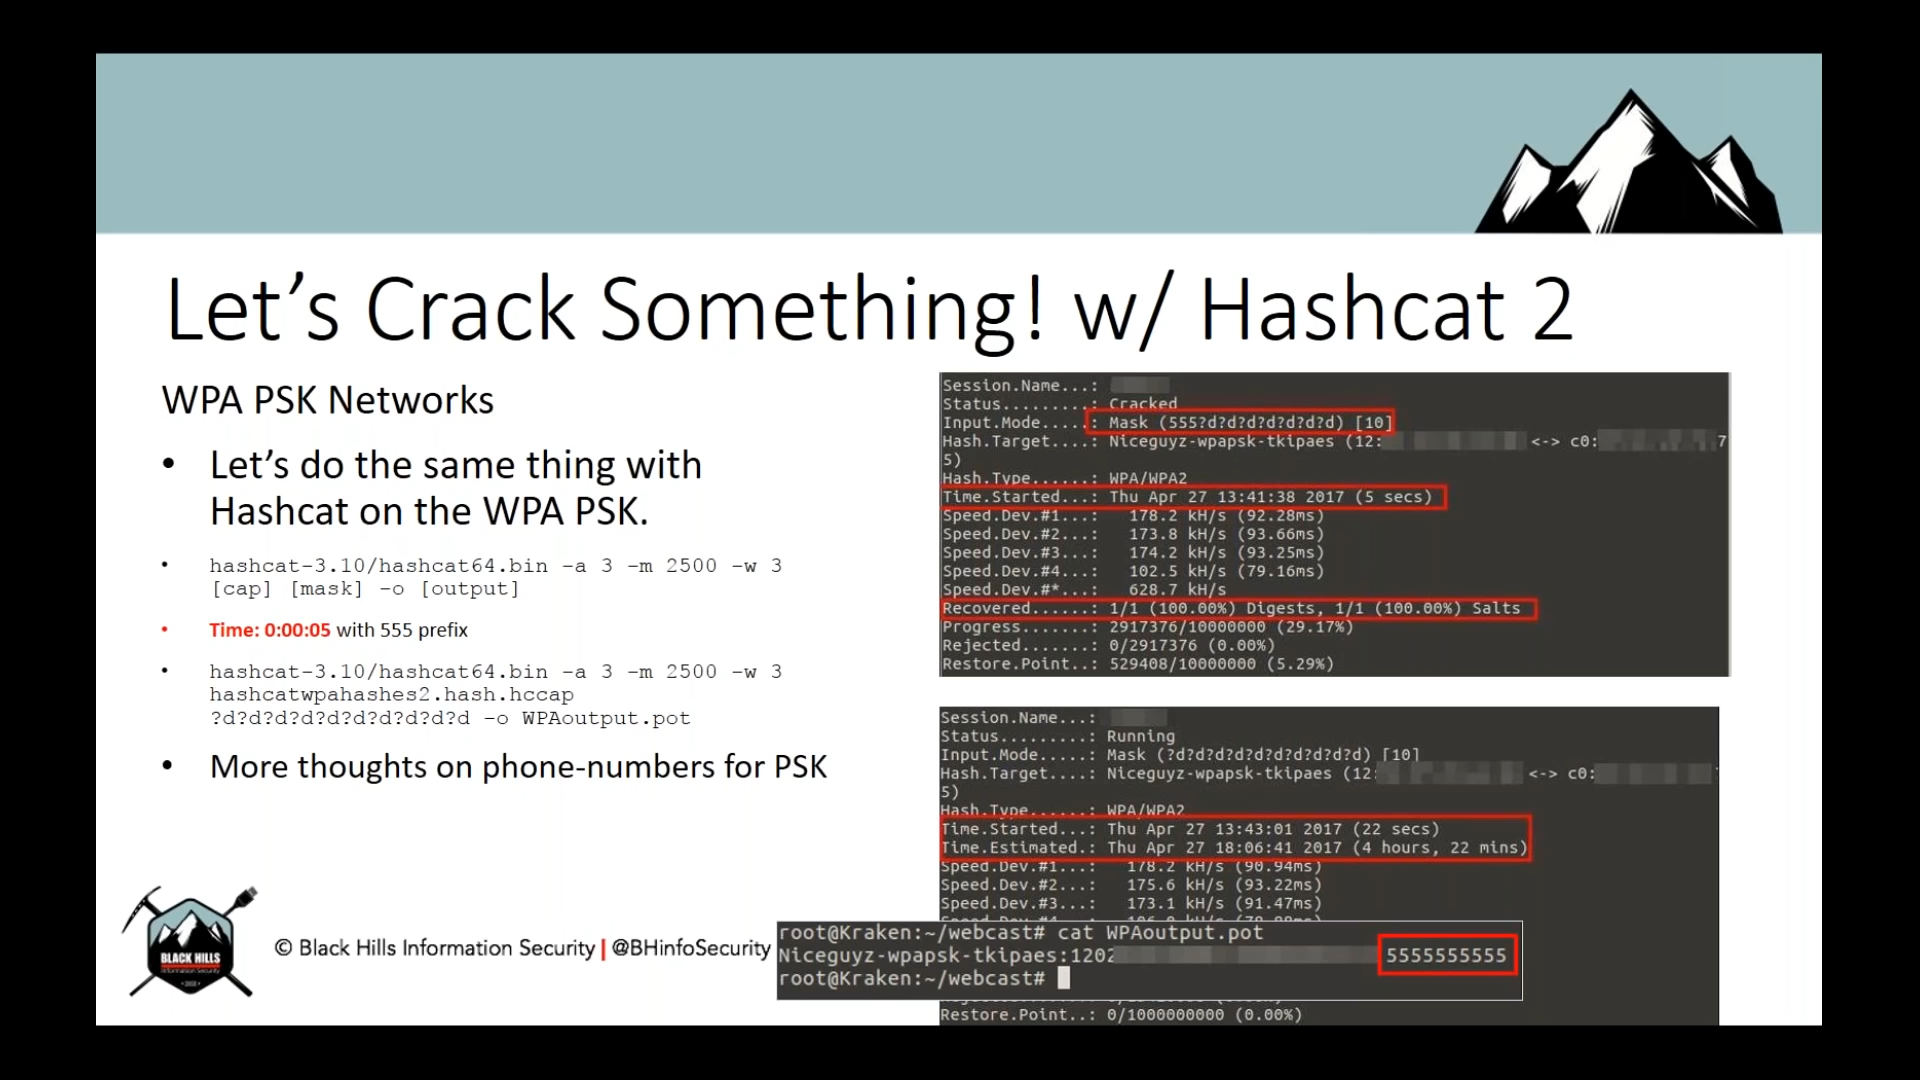 Let's Crack Something! w/ Hashcat 2
WPA PSK Networks
• Let's do the same thing with
Hashcat on the WPA PSK.
• hashcat-3.10/hashcat64.bin -a 3 -m 2500 -w 3
[cap] [mask] -o [output]
• Time: 0:00:05 with 555 prefix
• hashcat-3.10/hashcat64.bin -a 3 -m 2500 -w 3
hashcatwpahashes2.hash.hccap
?d?d?d?d?d?d?d?d?d?d -o WPAoutput.pot
• More thoughts on phone-numbers for PSK
Session.Name...:
Status.........: Cracked
Input.Mode.....: Mask (555?d?d?d?d?d?d?d) [10]
Hash.Target....: Niceguyz-wpapsk-tkipaes (12: <-> c0: 7
5)
Hash.Type......: WPA/WPA2
Time.Started...: Thu Apr 27 13:41:38 2017 (5 secs)
Speed.Dev.#1...: 178.2 kH/s (92.28ms)
Speed.Dev.#2...: 173.8 kH/s (93.66ms)
Speed.Dev.#3...: 174.2 kH/s (93.25ms)
Speed.Dev.#4...: 102.5 kH/s (79.16ms)
Speed.Dev.#*...: 628.7 kH/s
Recovered......: 1/1 (100.00%) Digests, 1/1 (100.00%) Salts
Progress.......: 2917376/10000000 (29.17%)
Rejected.......: 0/2917376 (0.00%)
Restore.Point..: 529408/10000000 (5.29%)
Session.Name...:
Status.........: Running
Input.Mode.....: Mask (?d?d?d?d?d?d?d?d?d?d) [10]
Hash.Target....: Niceguyz-wpapsk-tkipaes (12: <-> c0:
5)
Hash.Type......: WPA/WPA2
Time.Started...: Thu Apr 27 13:43:01 2017 (22 secs)
Time.Estimated.: Thu Apr 27 18:06:41 2017 (4 hours, 22 mins)
Speed.Dev.#1...: 178.2 kH/s (90.94ms)
Speed.Dev.#2...: 175.6 kH/s (93.22ms)
Speed.Dev.#3...: 173.1 kH/s (91.47ms)
root@Kraken:~/webcast# cat WPAoutput.pot
Niceguyz-wpapsk-tkipaes:1202 5555555555
root@Kraken:~/webcast#
Restore.Point..: 0/1000000000 (0.00%)
BLACK HILLS
Information Security
© Black Hills Information Security | @BHinfoSecurity